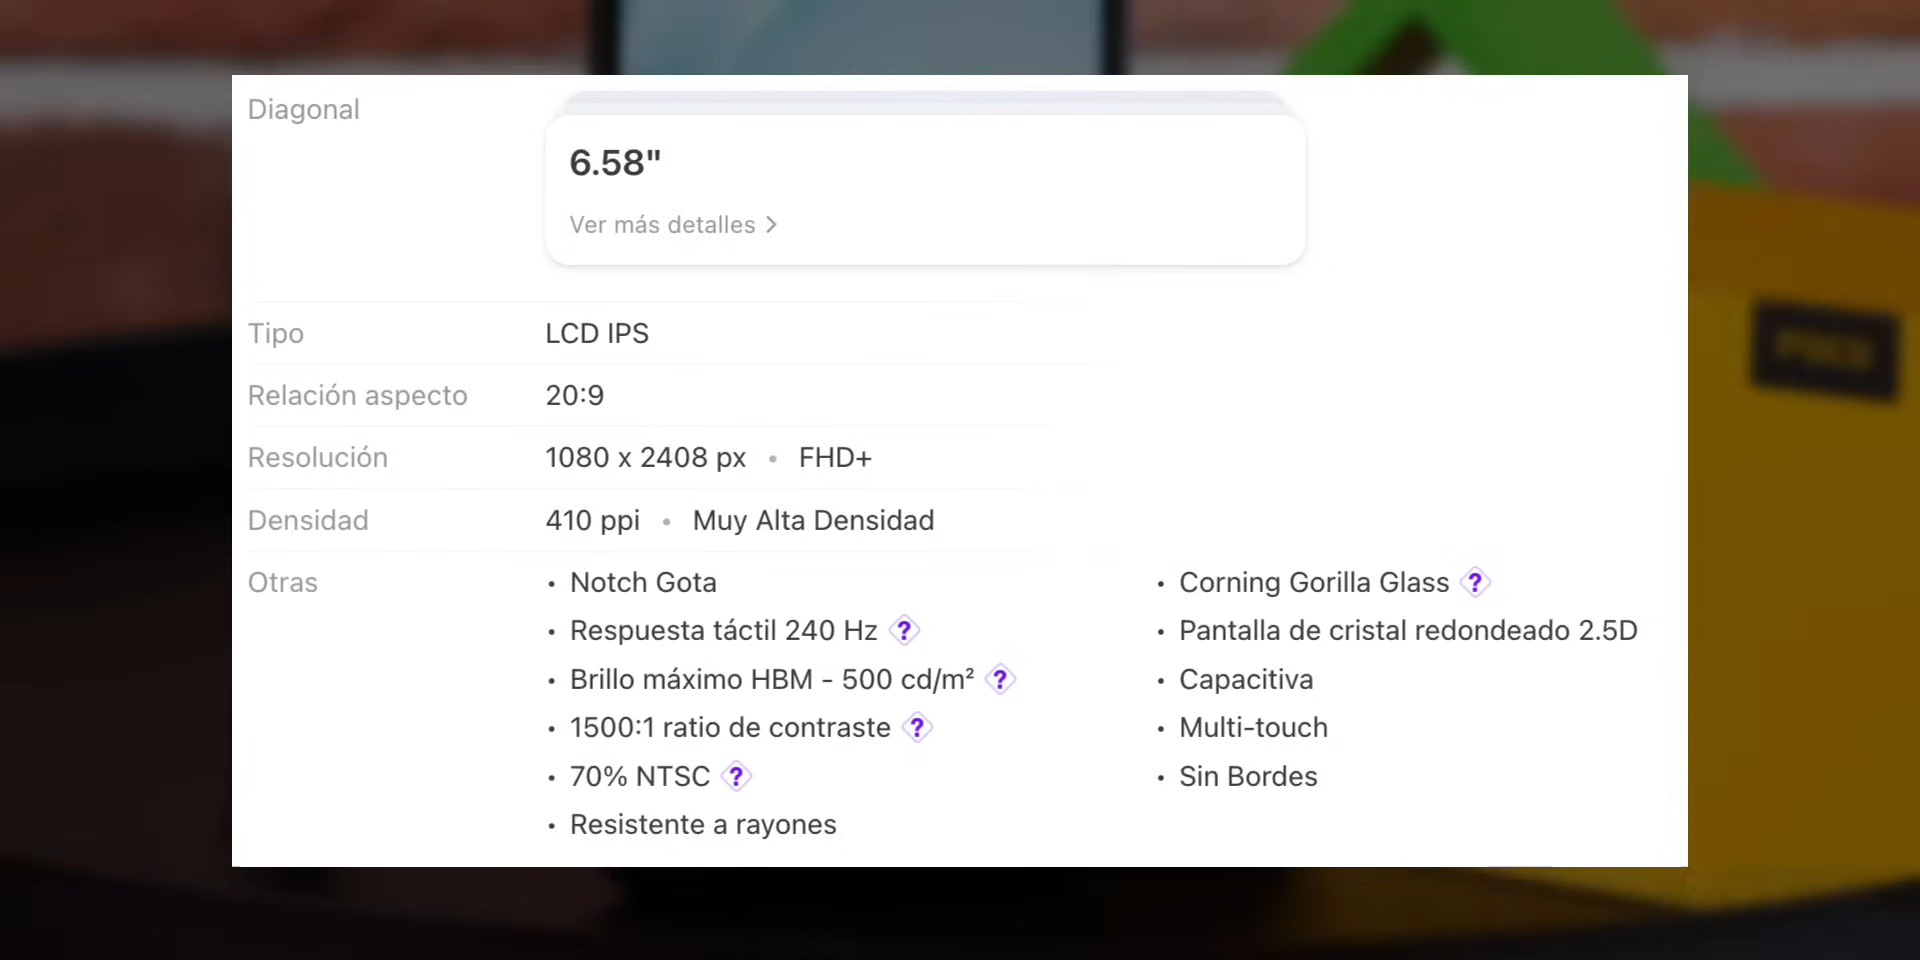 Diagonal
6.58"
Ver más detalles >
Tipo LCD IPS
Relación aspecto 20:9
Resolución 1080 x 2408 px • FHD+
Densidad 410 ppi • Muy Alta Densidad
Otras
• Notch Gota
• Respuesta táctil 240 Hz ?
• Brillo máximo HBM - 500 cd/m² ?
• 1500:1 ratio de contraste ?
• 70% NTSC ?
• Resistente a rayones
• Corning Gorilla Glass ?
• Pantalla de cristal redondeado 2.5D
• Capacitiva
• Multi-touch
• Sin Bordes
POCO